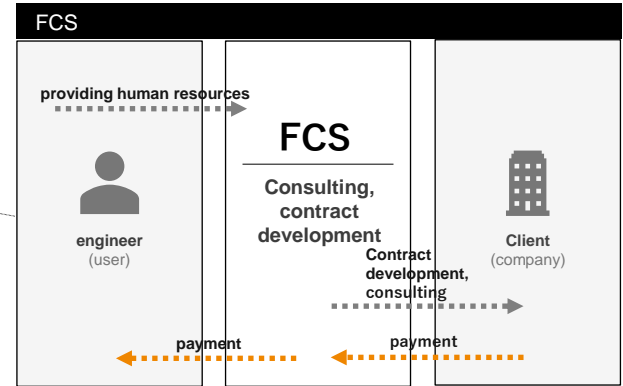 FCS
providing human resources
FCS
Consulting,
contract
development
engineer
(user)
Client
(company)
Contract
development,
consulting
payment
payment